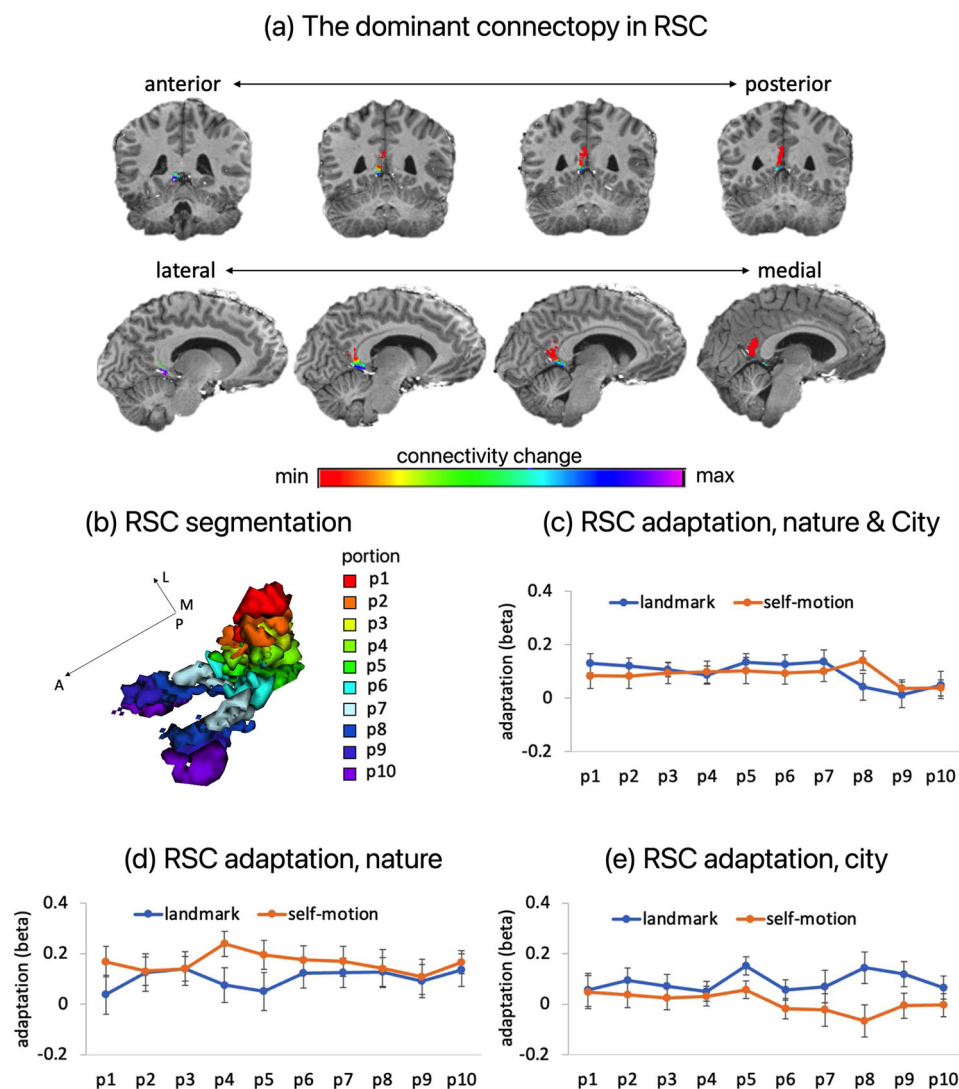 (a) The dominant connectopy in RSC
anterior posterior
lateral medial
connectivity change
min max
(b) RSC segmentation
portion
p1
p2
p3
p4
p5
p6
p7
p8
p9
p10
L
M
P
A
(c) RSC adaptation, nature & City
landmark self-motion
adaptation (beta)
0.4
0.2
0
-0.2
p1 p2 p3 p4 p5 p6 p7 p8 p9 p10
(d) RSC adaptation, nature
landmark self-motion
adaptation (beta)
0.4
0.2
0
-0.2
p1 p2 p3 p4 p5 p6 p7 p8 p9 p10
(e) RSC adaptation, city
landmark self-motion
adaptation (beta)
0.4
0.2
0
-0.2
p1 p2 p3 p4 p5 p6 p7 p8 p9 p10